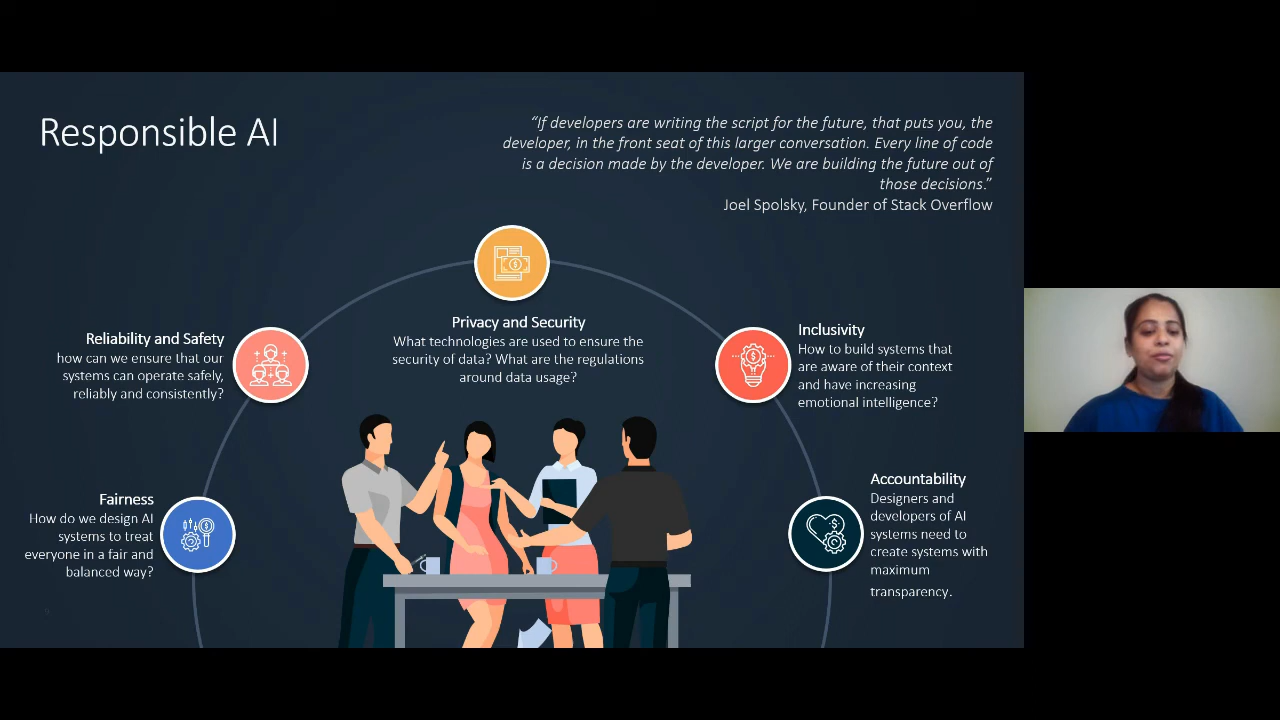 Responsible AI
“If developers are writing the script for the future, that puts you, the
developer, in the front seat of this larger conversation. Every line of code
is a decision made by the developer. We are building the future out of
those decisions.”
Joel Spolsky, Founder of Stack Overflow
Privacy and Security
What technologies are used to ensure the
security of data? What are the regulations
around data usage?
Reliability and Safety
how can we ensure that our
systems can operate safely,
reliably and consistently?
Inclusivity
How to build systems that
are aware of their context
and have increasing
emotional intelligence?
Fairness
How do we design AI
systems to treat
everyone in a fair and
balanced way?
Accountability
Designers and
developers of AI
systems need to
create systems with
maximum
transparency.